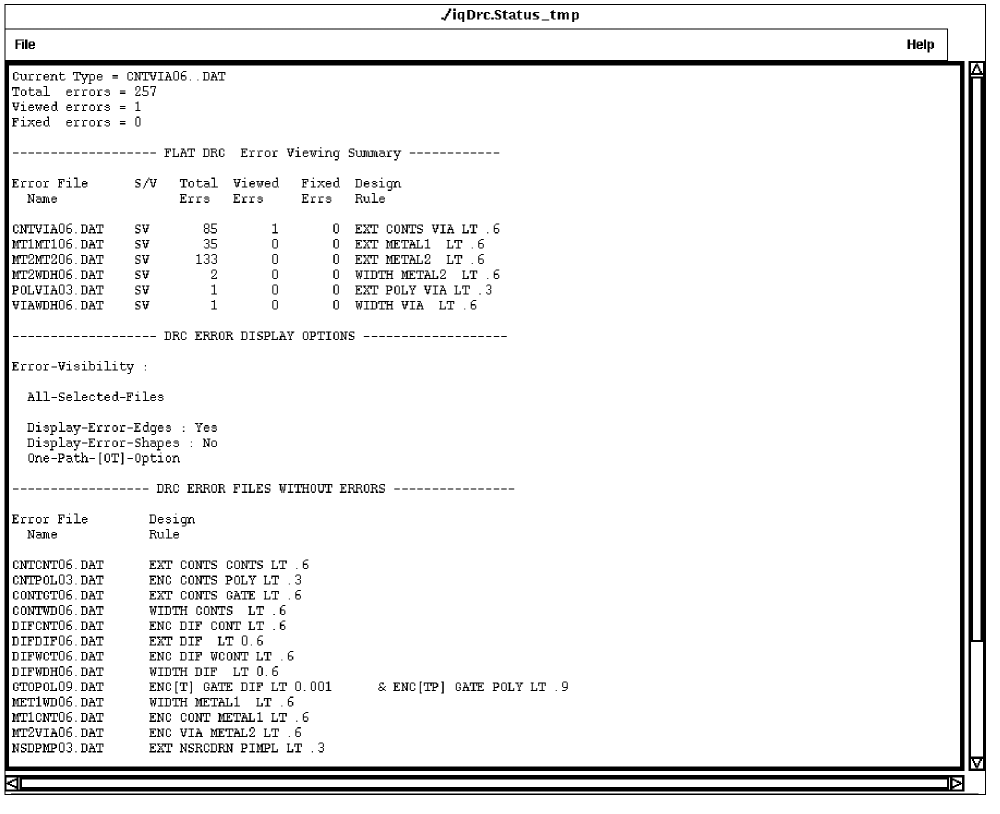 ./iqDrc.Status_tmp
File Help
Current Type = CNTVIA06..DAT
Total errors = 257
Viewed errors = 1
Fixed errors = 0
------------------- FLAT DRC Error Viewing Summary ------------
Error File S/V Total Viewed Fixed Design
Name Errs Errs Errs Rule
CNTVIA06.DAT SV 85 1 0 EXT CONTS VIA LT .6
MT1MT106.DAT SV 35 0 0 EXT METAL1 LT .6
MT2MT206.DAT SV 133 0 0 EXT METAL2 LT .6
MT2WDH06.DAT SV 2 0 0 WIDTH METAL2 LT .6
POLVIA03.DAT SV 1 0 0 EXT POLY VIA LT .3
VIAWDH06.DAT SV 1 0 0 WIDTH VIA LT .6
------------------- DRC ERROR DISPLAY OPTIONS -------------------
Error-Visibility :
All-Selected-Files
Display-Error-Edges : Yes
Display-Error-Shapes : No
One-Path-[OT]-Option
------------------ DRC ERROR FILES WITHOUT ERRORS ----------------
Error File Design
Name Rule
CNTCNT06.DAT EXT CONTS CONTS LT .6
CNTPOL03.DAT ENC CONTS POLY LT .3
CONTGT06.DAT EXT CONTS GATE LT .6
CONTWD06.DAT WIDTH CONTS LT .6
DIFCNT06.DAT ENC DIF CONT LT .6
DIFDIF06.DAT EXT DIF LT 0.6
DIFWCT06.DAT ENC DIF WCONT LT .6
DIFWDH06.DAT WIDTH DIF LT 0.6
GTOPOL09.DAT ENC[T] GATE DIF LT 0.001 & ENC[TP] GATE POLY LT .9
MET1WD06.DAT WIDTH METAL1 LT .6
MT1CNT06.DAT ENC CONT METAL1 LT .6
MT2VIA06.DAT ENC VIA METAL2 LT .6
NSDPMP03.DAT EXT NSRCDRN PIMPL LT .3